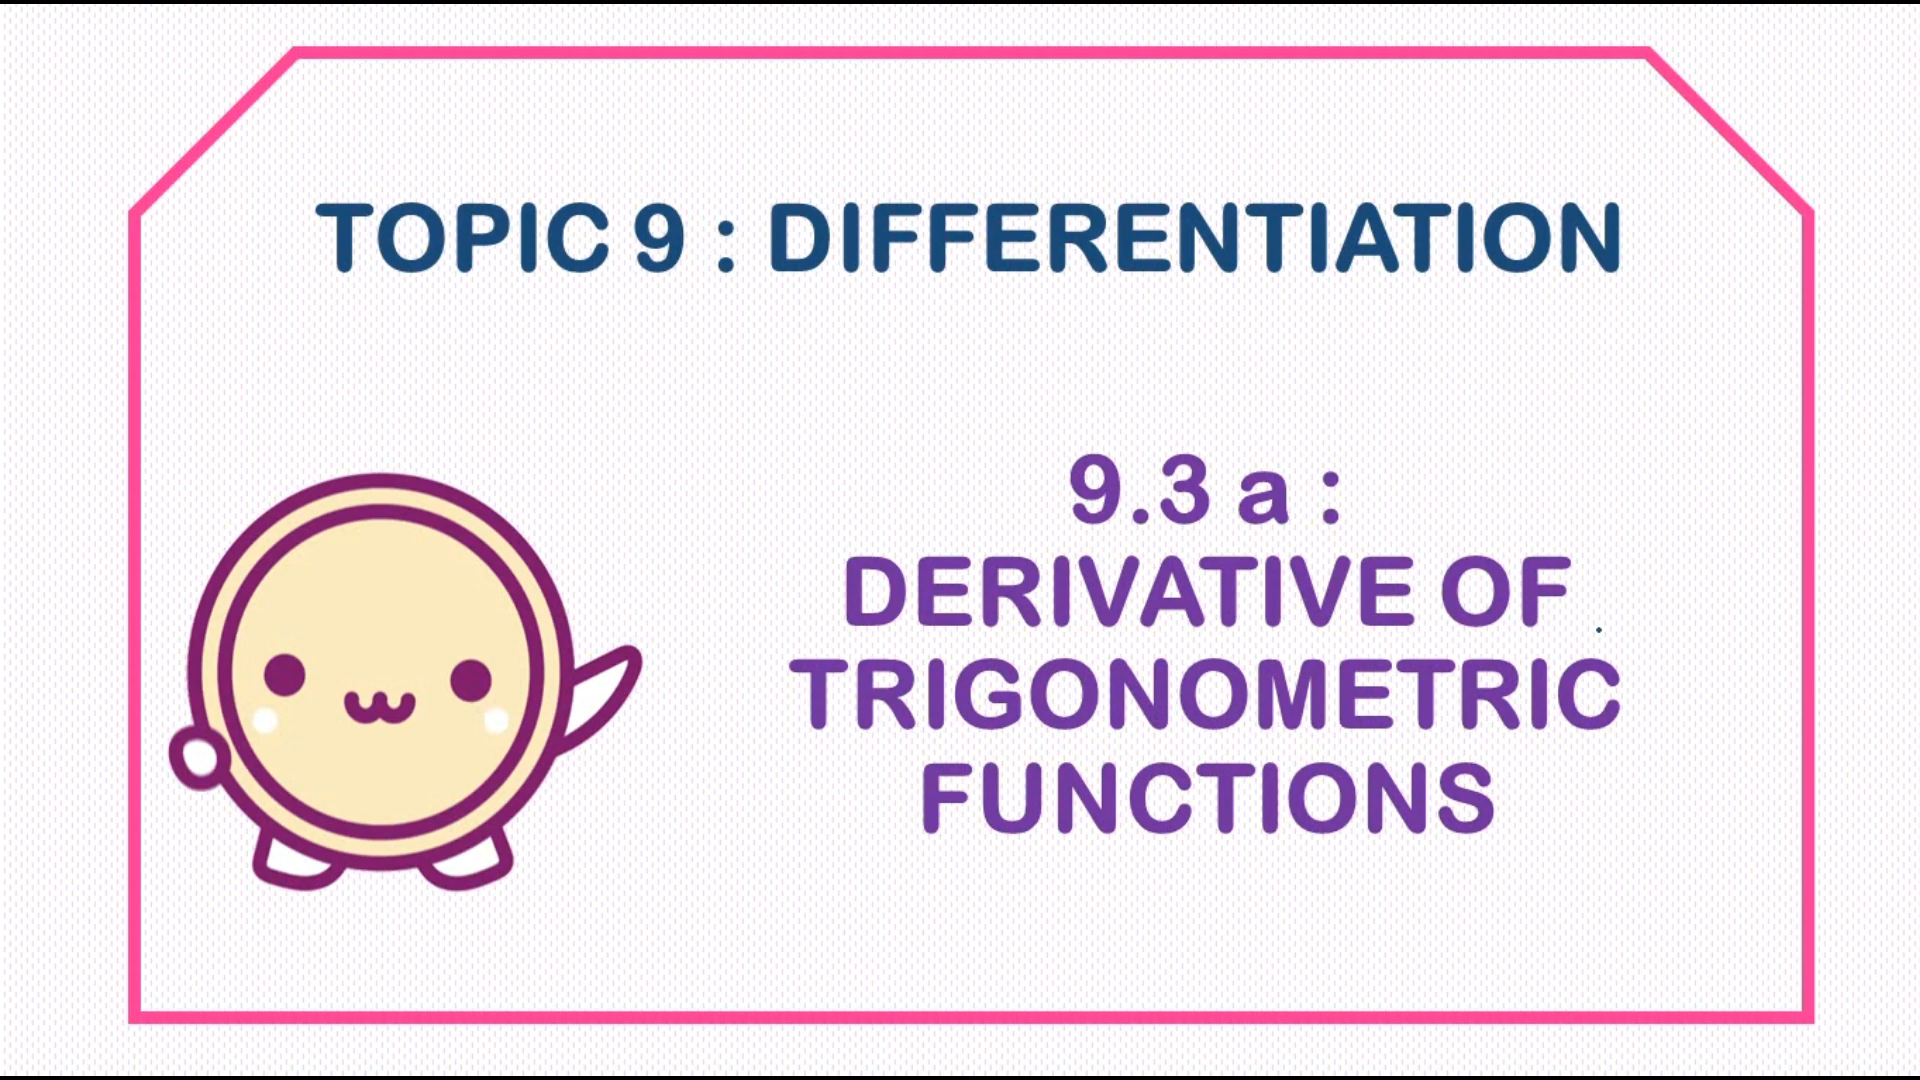 TOPIC 9 : DIFFERENTIATION
9.3 a :
DERIVATIVE OF
TRIGONOMETRIC
FUNCTIONS